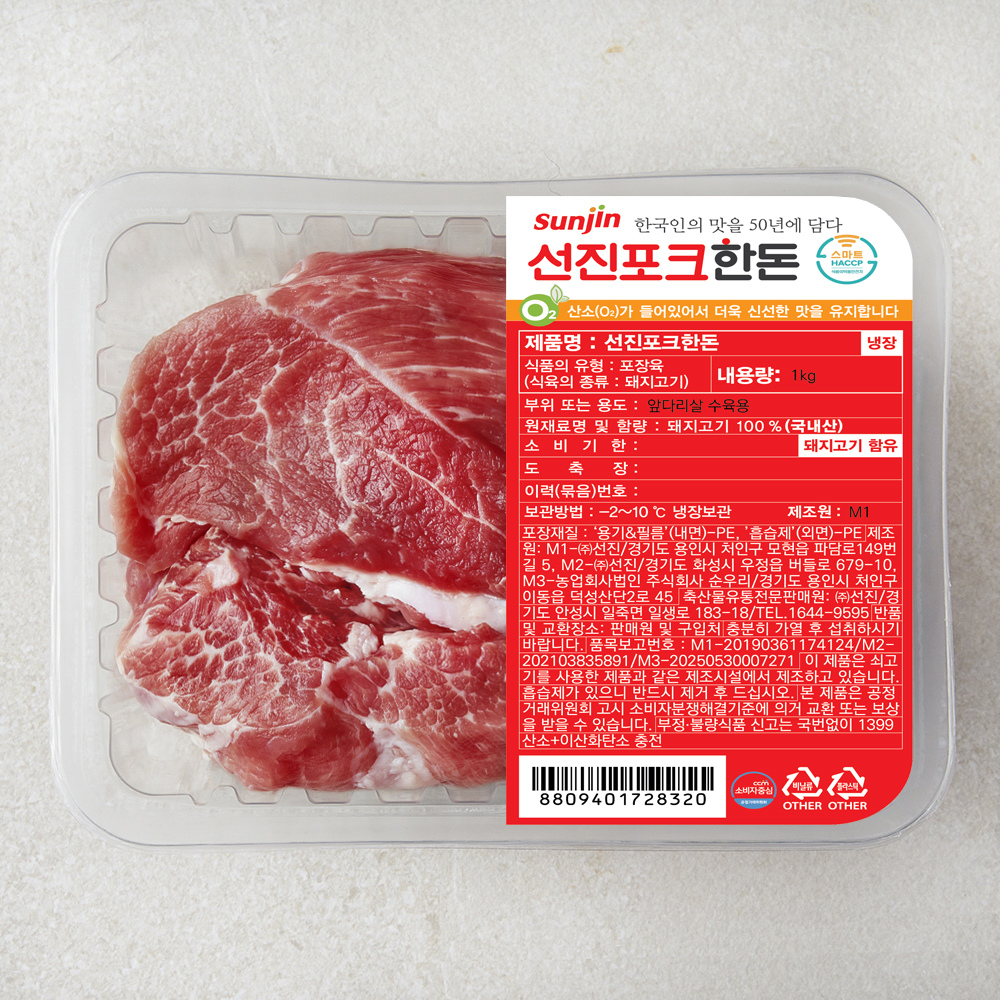 sunjin 한국인의 맛을 50년에 담다
선진포크한돈
스마트
HACCP
O2 산소(O₂)가 들어있어서 더욱 신선한 맛을 유지합니다
제품명 : 선진포크한돈 냉장
식품의 유형 : 포장육
(식육의 종류 : 돼지고기) 내용량: 1kg
부위 또는 용도 : 앞다리살 수육용
원재료명 및 함량 : 돼지고기 100%(국내산)
소 비 기 한 : 돼지고기 함유
도 축 장 :
이력(묶음)번호 :
보관방법 : -2~10 ℃ 냉장보관 제조원 : M1
포장재질 : '용기&필름'(내면)-PE, '흡습제'(외면)-PE 제조
원: M1-㈜선진/경기도 용인시 처인구 모현읍 파담로149번
길 5, M2-㈜선진/경기도 화성시 우정읍 버들로 679-10,
M3-농업회사법인 주식회사 순우리/경기도 용인시 처인구
이동읍 덕성산단2로 45 축산물유통전문판매원: ㈜선진/경
기도 안성시 일죽면 일생로 183-18/TEL.1644-9595 반품
및 교환장소: 판매원 및 구입처 충분히 가열 후 섭취하시기
바랍니다. 품목보고번호 : M1-20190361174124/M2-
202103835891/M3-20250530007271 이 제품은 쇠고
기를 사용한 제품과 같은 제조시설에서 제조하고 있습니다.
흡습제가 있으니 반드시 제거 후 드십시오. 본 제품은 공정
거래위원회 고시 소비자분쟁해결기준에 의거 교환 또는 보상
을 받을 수 있습니다. 부정·불량식품 신고는 국번없이 1399
산소+이산화탄소 충전
8809401728320
ccm
소비자중심
비닐류
OTHER
플라스틱
OTHER